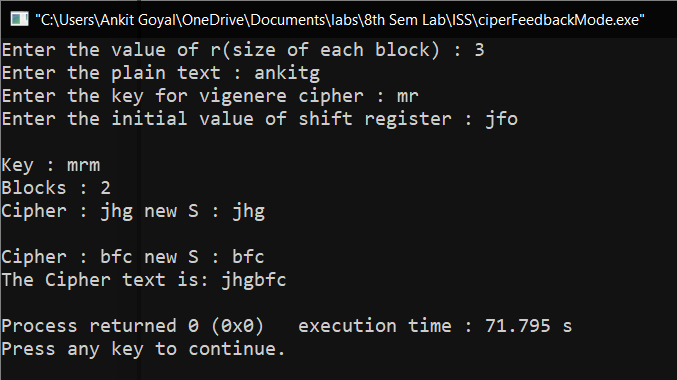 "C:\Users\Ankit Goyal\OneDrive\Documents\labs\8th Sem Lab\ISS\ciperFeedbackMode.exe"
Enter the value of r(size of each block) : 3
Enter the plain text : ankitg
Enter the key for vigenere cipher : mr
Enter the initial value of shift register : jfo
Key : mrm
Blocks : 2
Cipher : jhg new S : jhg
Cipher : bfc new S : bfc
The Cipher text is: jhgbfc
Process returned 0 (0x0)   execution time : 71.795 s
Press any key to continue.